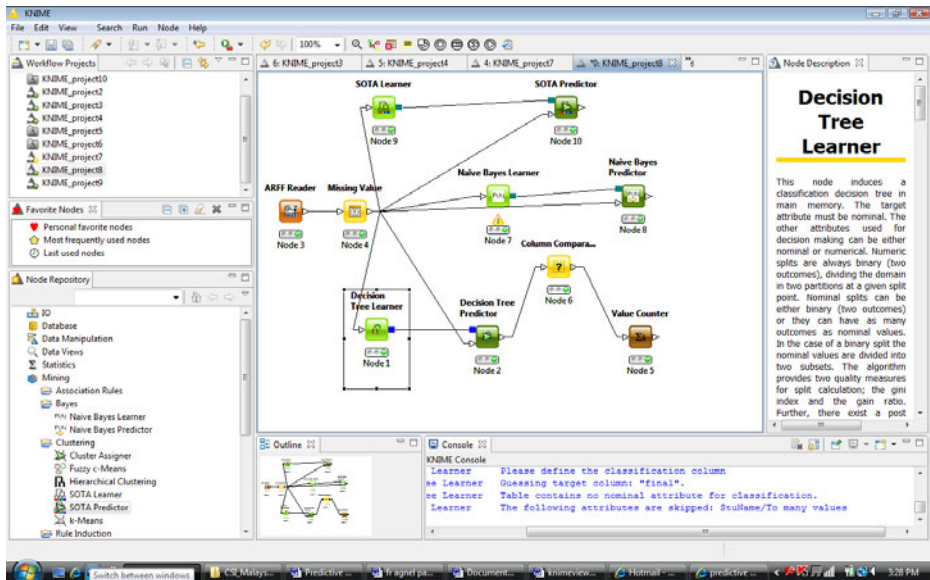 KNIME
File Edit View Search Run Node Help
100%
Workflow Projects
KNIME_project10
KNIME_project2
KNIME_project3
KNIME_project4
KNIME_project5
KNIME_project6
KNIME_project7
KNIME_project8
KNIME_project9
Favorite Nodes
Personal favorite nodes
Most frequently used nodes
Last used nodes
Node Repository
IO
Database
Data Manipulation
Data Views
Statistics
Mining
Association Rules
Bayes
Naive Bayes Learner
Naive Bayes Predictor
Clustering
Cluster Assigner
Fuzzy c-Means
Hierarchical Clustering
SOTA Learner
SOTA Predictor
k-Means
Rule Induction
6: KNIME_project3 5: KNIME_project4 4: KNIME_project7 *0: KNIME_project8
SOTA Learner
Node 9
SOTA Predictor
Node 10
ARFF Reader
Node 3
Missing Value
Node 4
Naive Bayes Learner
Node 7
Naive Bayes
Predictor
Node 8
Column Compara...
Node 6
Decision
Tree Learner
Node 1
Decision Tree
Predictor
Node 2
Value Counter
Node 5
Node Description
Decision
Tree
Learner
This node induces a
classification decision tree in
main memory. The target
attribute must be nominal. The
other attributes used for
decision making can be either
nominal or numerical. Numeric
splits are always binary (two
outcomes), dividing the domain
in two partitions at a given split
point. Nominal splits can be
either binary (two outcomes)
or they can have as many
outcomes as nominal values.
In the case of a binary split the
nominal values are divided into
two subsets. The algorithm
provides two quality measures
for split calculation; the gini
index and the gain ratio.
Further, there exist a post
Outline
Console
KNIME Console
Learner Please define the classification column
ee Learner Guessing target column: "final".
ee Learner Table contains no nominal attribute for classification.
Learner The following attributes are skipped: StuName/To many values
Switch between windows
CSI_Malays... Predictive ... fr agnel pa... Document... knimeview... Hotmail - ... predictive ... 3:28 PM